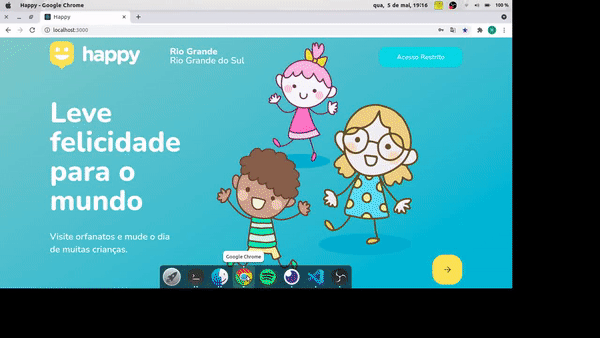 Happy - Google Chrome
qua, 5 de mai, 19:16
100 %
Happy
localhost:3000
happy
Rio Grande
Rio Grande do Sul
Acesso Restrito
Leve
felicidade
para o
mundo
Visite orfanatos e mude o dia
de muitas crianças.
Google Chrome